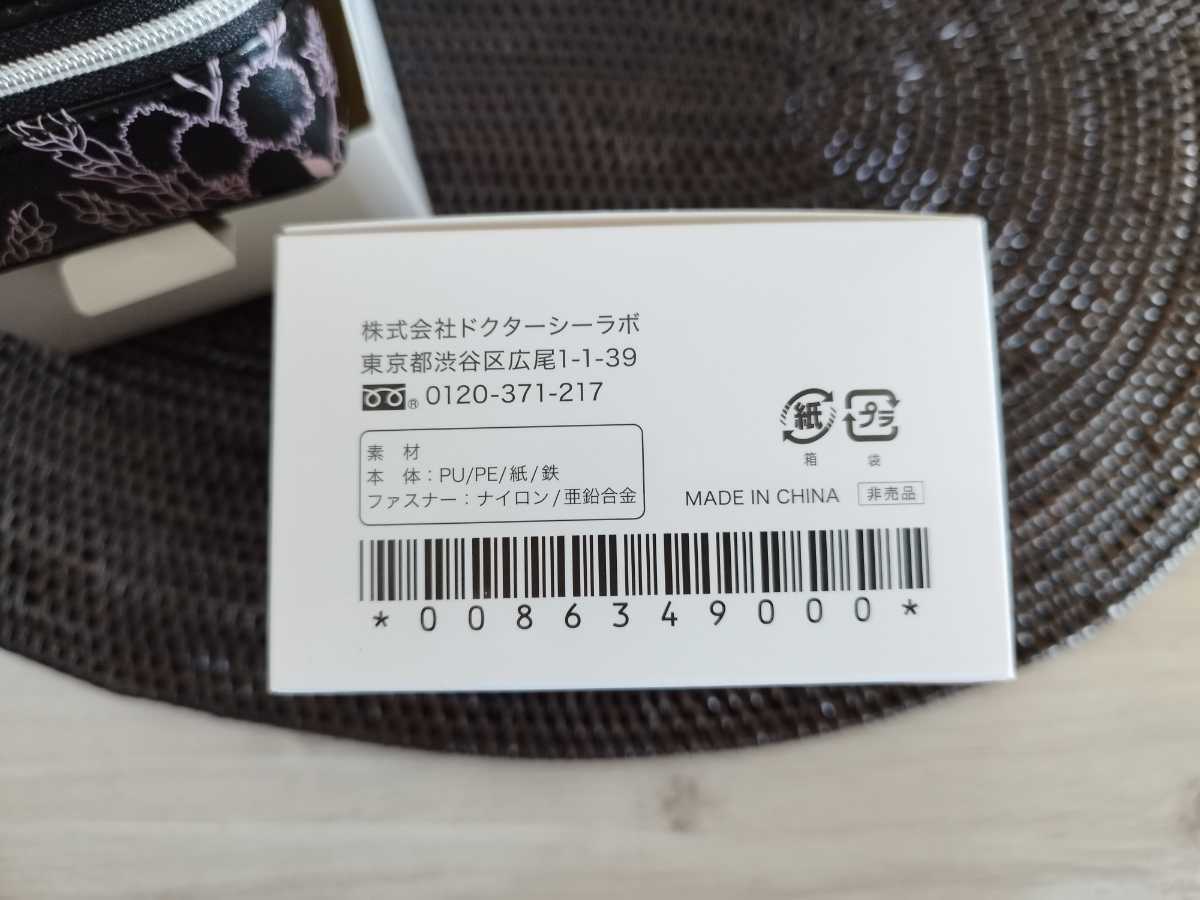 株式会社ドクターシーラボ
東京都渋谷区広尾1-1-39
® 0120-371-217
素 材
本 体：PU/PE/紙/鉄
ファスナー：ナイロン/亜鉛合金
紙 プラ
箱 袋
MADE IN CHINA 非売品
*0086349000*